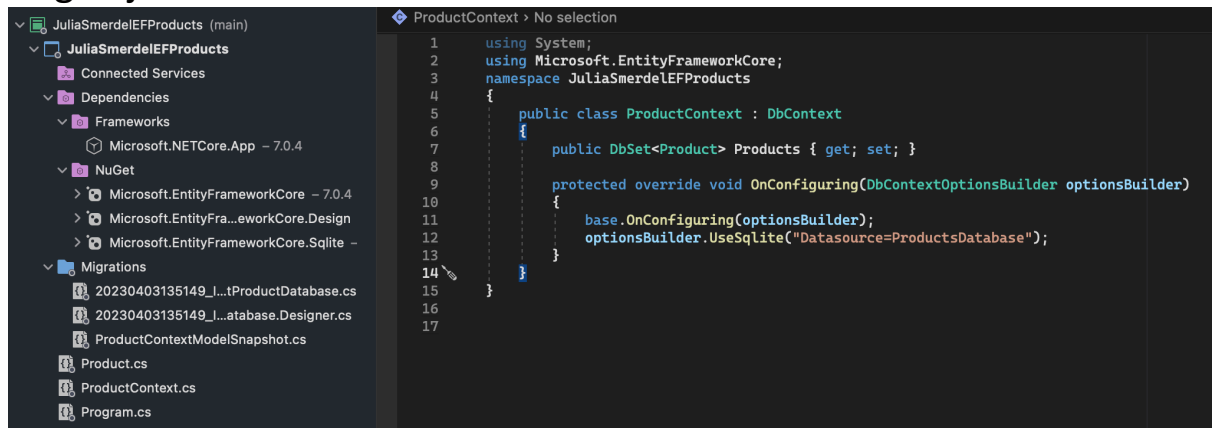 JuliaSmerdelEFProducts (main)
JuliaSmerdelEFProducts
Connected Services
Dependencies
Frameworks
Microsoft.NETCore.App – 7.0.4
NuGet
Microsoft.EntityFrameworkCore – 7.0.4
Microsoft.EntityFra...eworkCore.Design
Microsoft.EntityFrameworkCore.Sqlite –
Migrations
20230403135149_I...tProductDatabase.cs
20230403135149_I...atabase.Designer.cs
ProductContextModelSnapshot.cs
Product.cs
ProductContext.cs
Program.cs
ProductContext › No selection
1 using System;
2 using Microsoft.EntityFrameworkCore;
3 namespace JuliaSmerdelEFProducts
4 {
5 public class ProductContext : DbContext
6 {
7 public DbSet<Product> Products { get; set; }
8
9 protected override void OnConfiguring(DbContextOptionsBuilder optionsBuilder)
10 {
11 base.OnConfiguring(optionsBuilder);
12 optionsBuilder.UseSqlite("Datasource=ProductsDatabase");
13 }
14 }
15 }
16
17